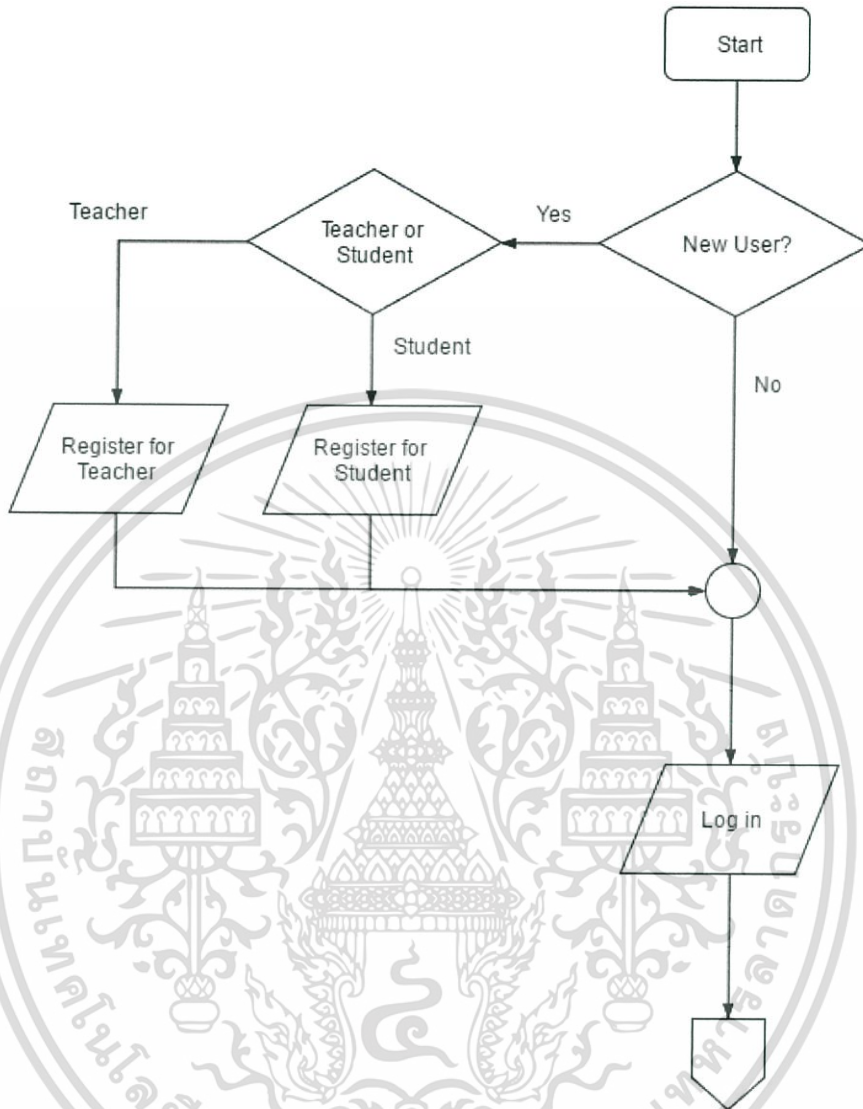 Start
New User?
Yes
Teacher or
Student
Teacher
Student
No
Register for
Teacher
Register for
Student
Log in